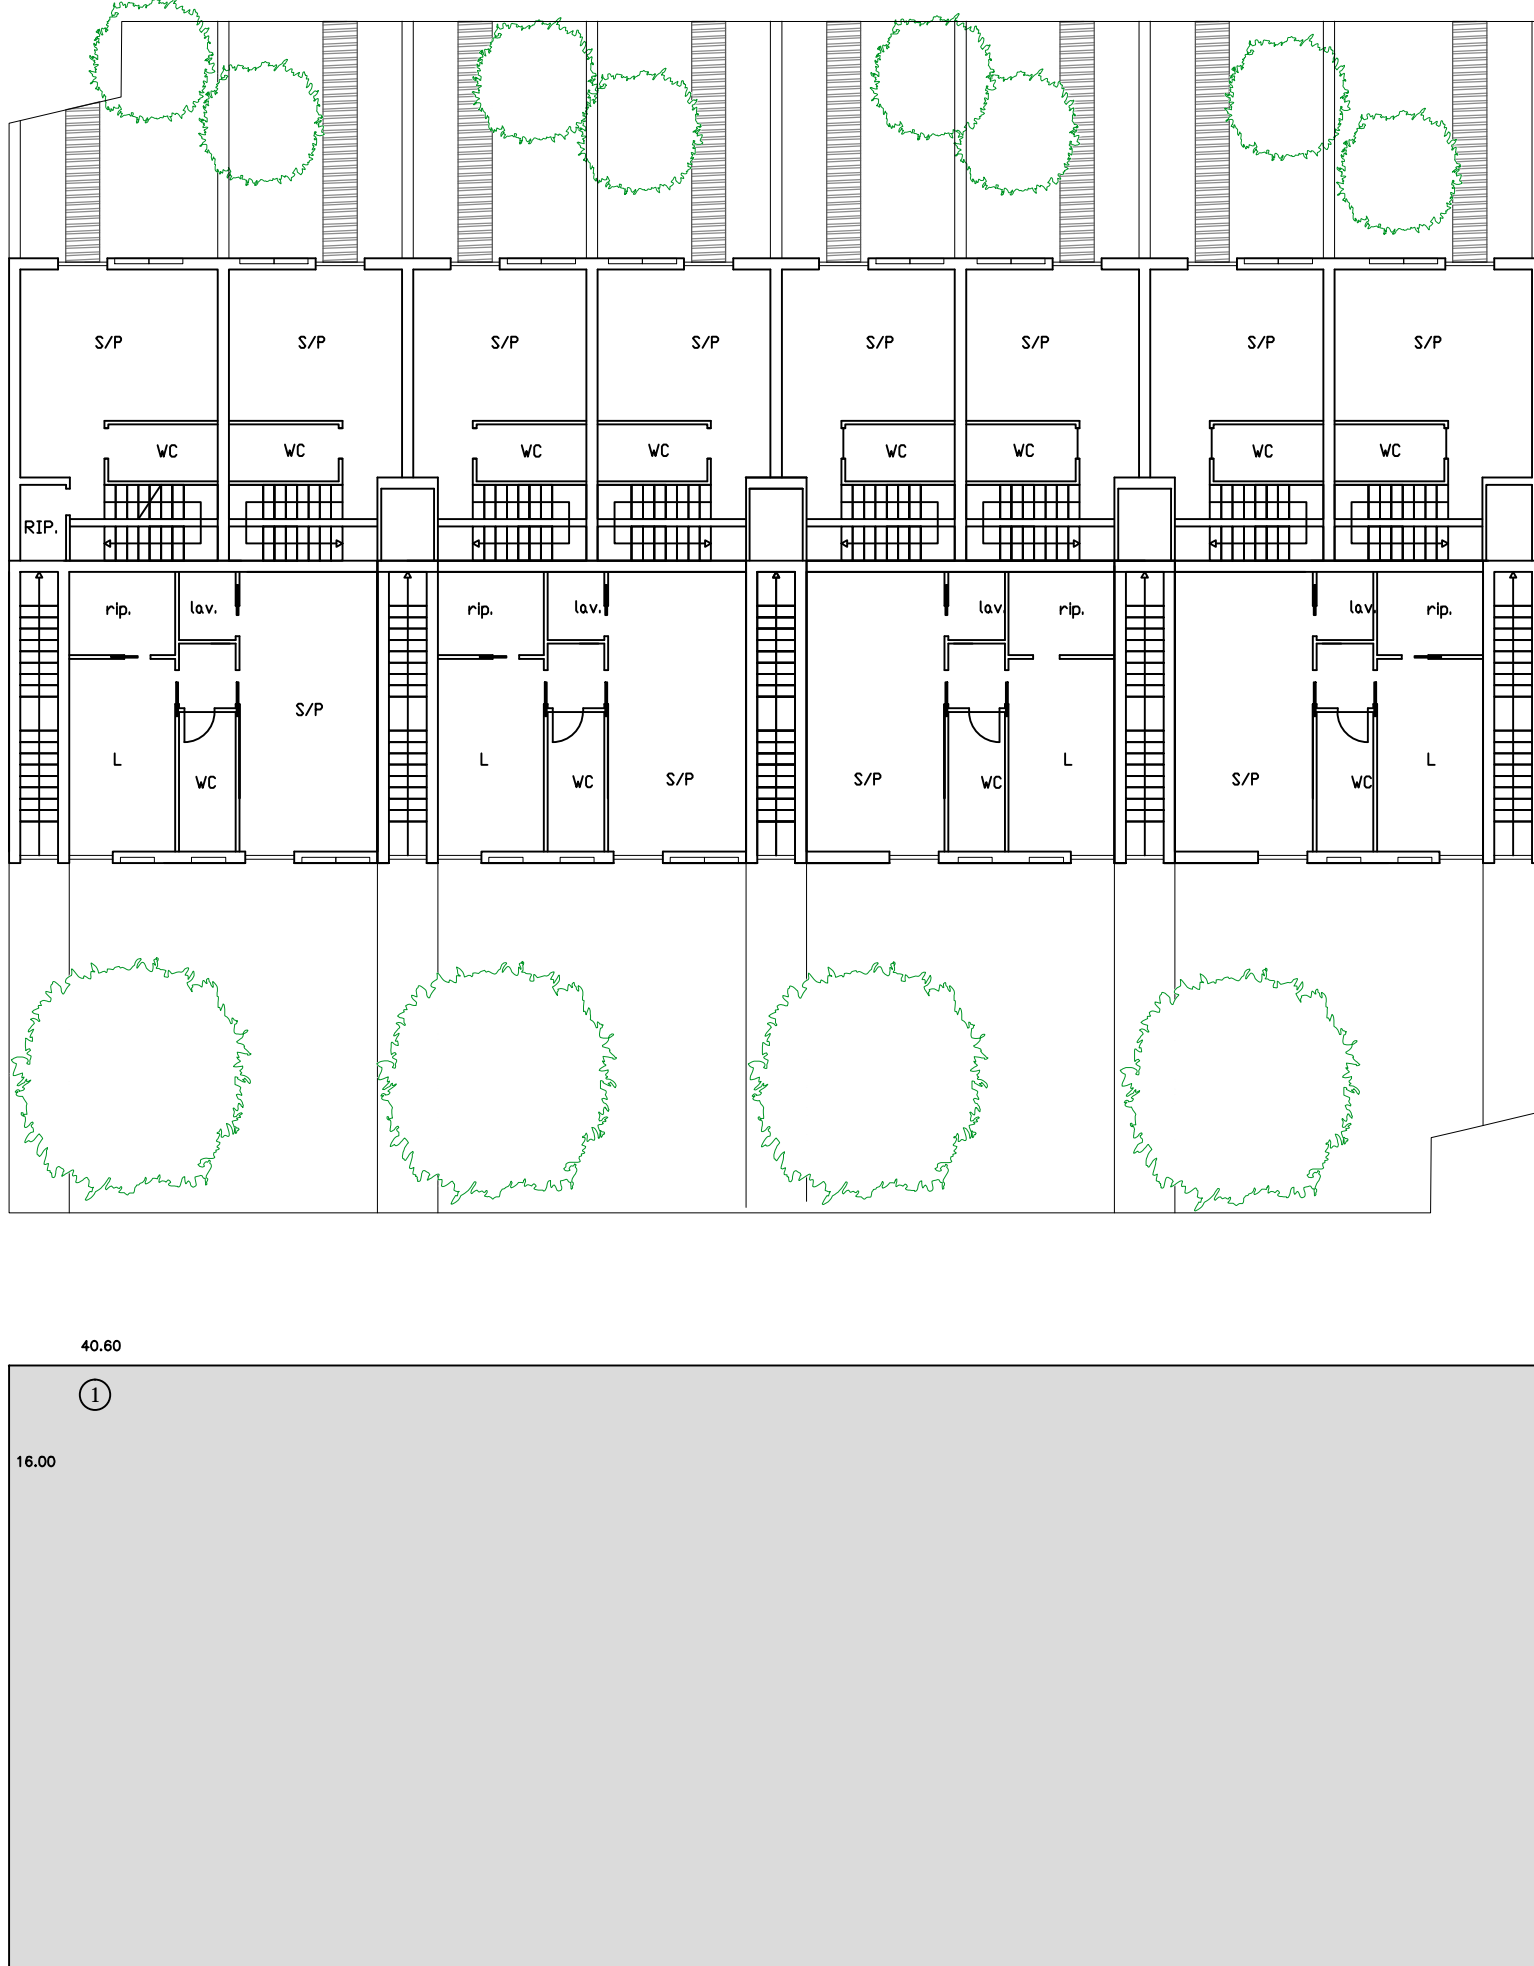 S/P S/P S/P S/P S/P S/P S/P S/P
WC WC WC WC WC WC WC WC
RIP.
rip. lav. rip. lav. lav. rip. lav. rip.
S/P
L WC L WC S/P S/P WC L S/P WC L
40.60
1
16.00